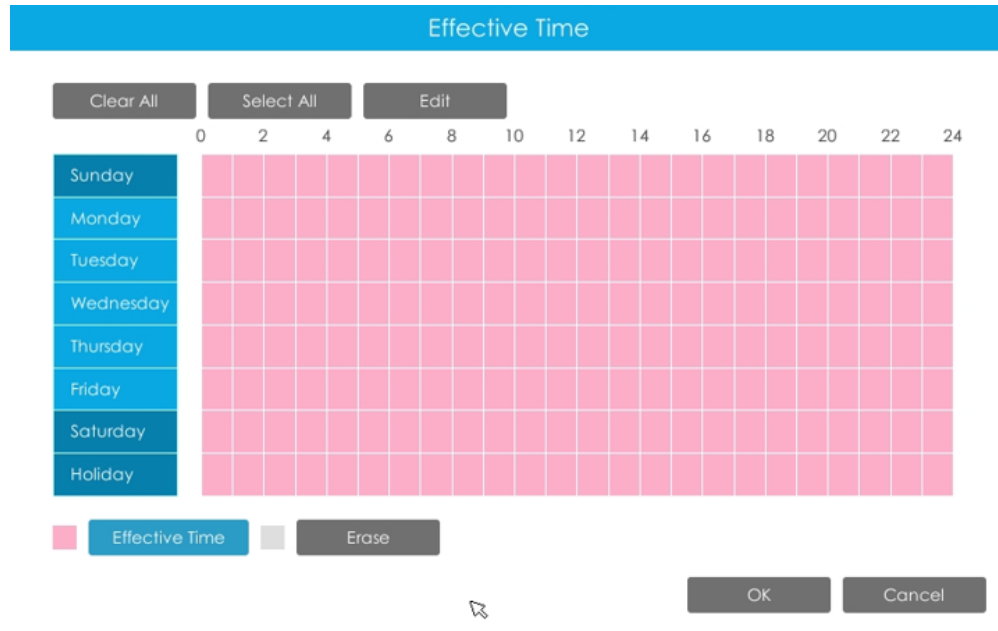 Effective Time
Clear All Select All Edit
0 2 4 6 8 10 12 14 16 18 20 22 24
Sunday
Monday
Tuesday
Wednesday
Thursday
Friday
Saturday
Holiday
Effective Time Erase
OK Cancel